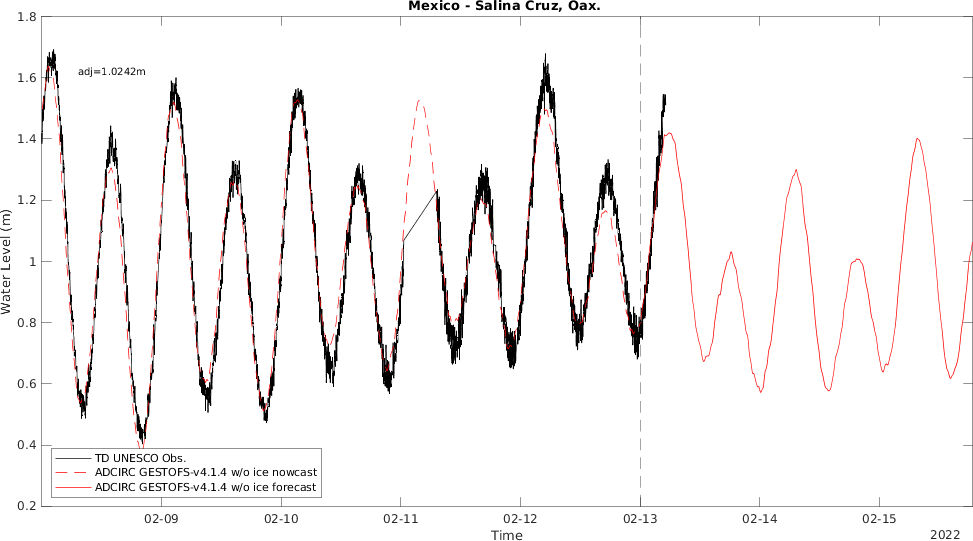 Mexico - Salina Cruz, Oax.
1.8
1.6
1.4
1.2
1
0.8
0.6
0.4
0.2
Water Level (m)
adj=1.0242m
TD UNESCO Obs.
ADCIRC GESTOFS-v4.1.4 w/o ice nowcast
ADCIRC GESTOFS-v4.1.4 w/o ice forecast
02-09 02-10 02-11 02-12 02-13 02-14 02-15
Time
2022